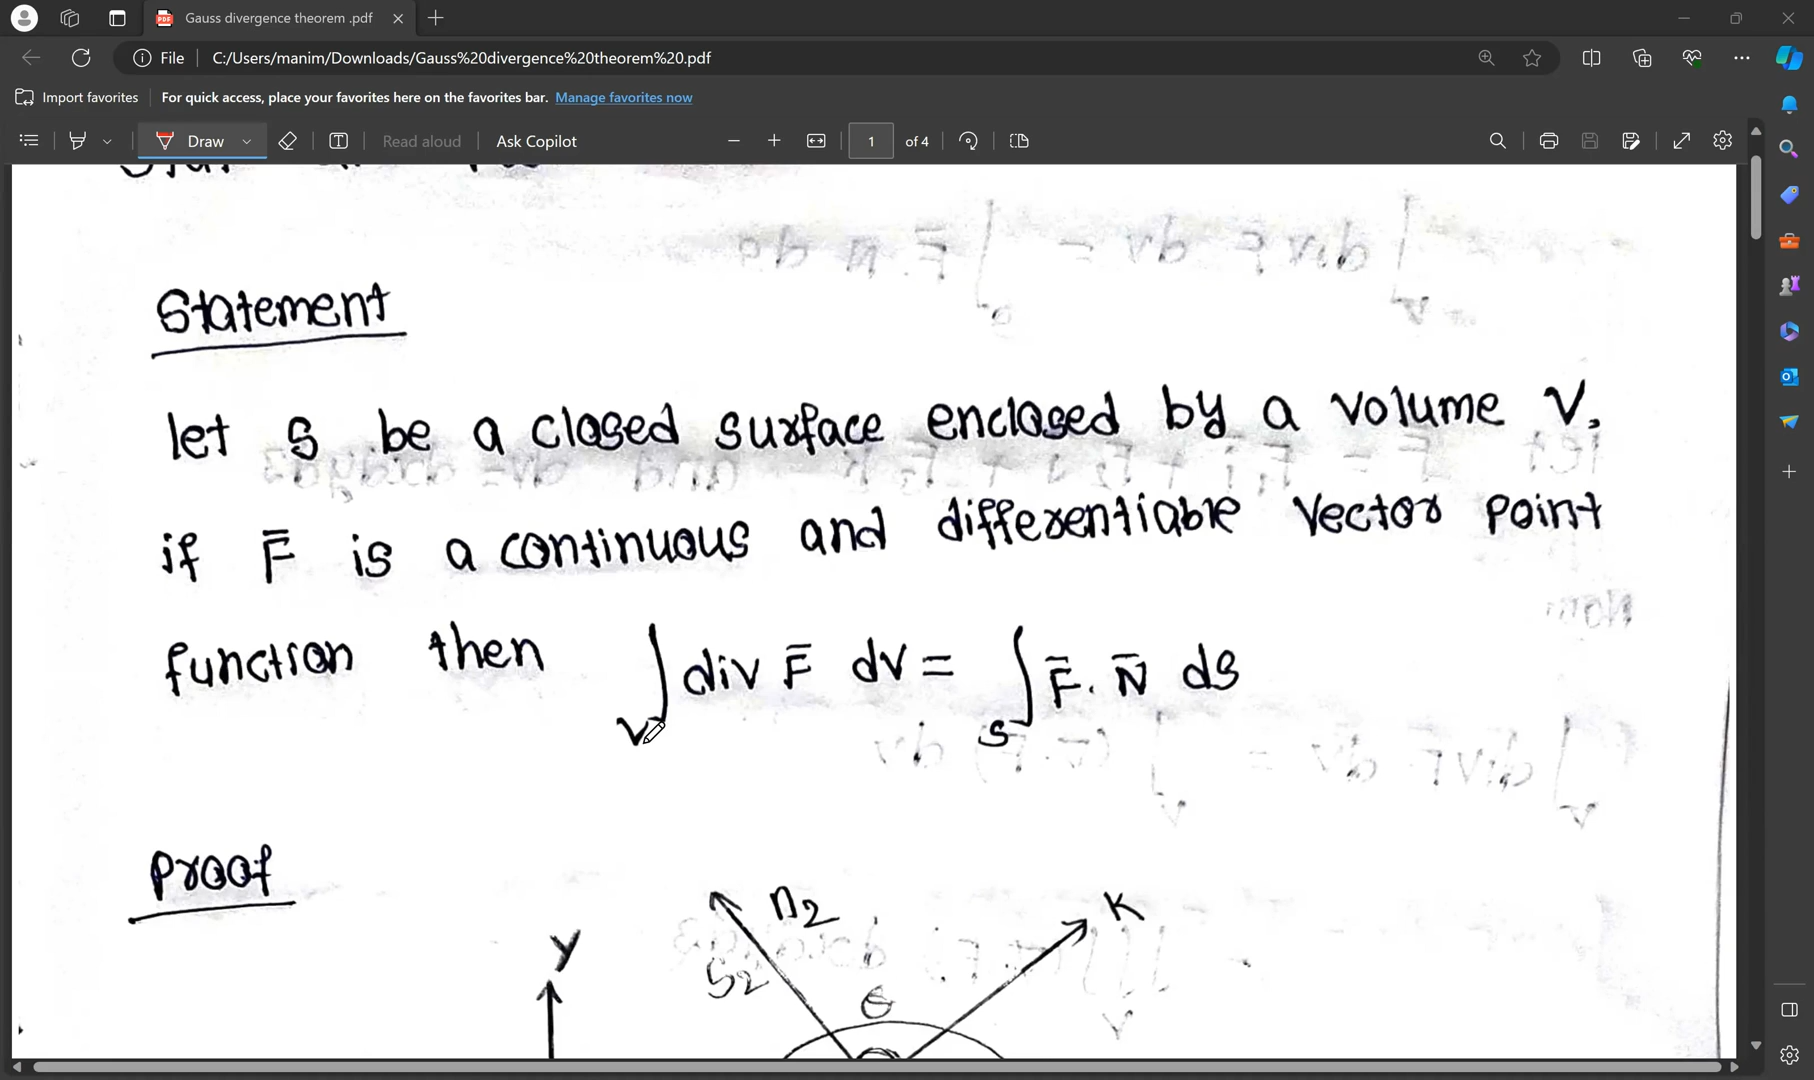 Gauss divergence theorem .pdf
File C:/Users/manim/Downloads/Gauss%20divergence%20theorem%20.pdf
Import favorites For quick access, place your favorites here on the favorites bar. Manage favorites now
Draw Read aloud Ask Copilot 1 of 4
Statement
let S be a closed surface enclosed by a volume V.
if F̄ is a continuous and differentiable vector point
function then ∫_V div F̄ dv = ∫_S F̄. N̄ ds
Proof
n2 K
y
S2
θ